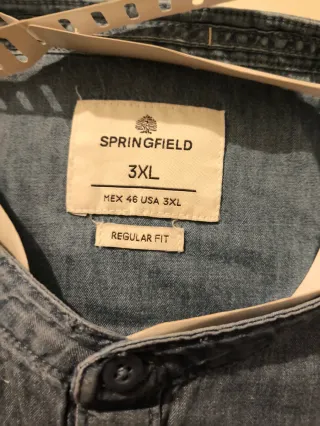 SPRINGFIELD
3XL
MEX 46 USA 3XL
REGULAR FIT